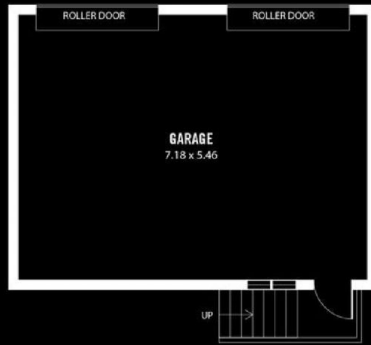 ROLLER DOOR ROLLER DOOR
GARAGE
7.18 x 5.46
UP